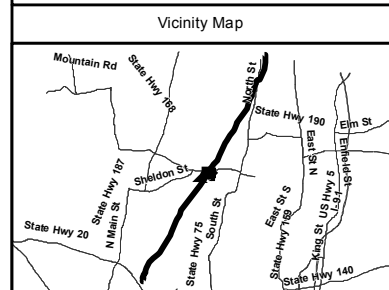 Vicinity Map
Mountain Rd
State Hwy 168
North St
State Hwy 190
Elm St
State Hwy 187
Sheldon St
East St N
Enfield St
US Hwy 5
I-91
N Main St
State Hwy 20
State Hwy 75
South St
East St S
State Hwy 159
King St
State Hwy 140